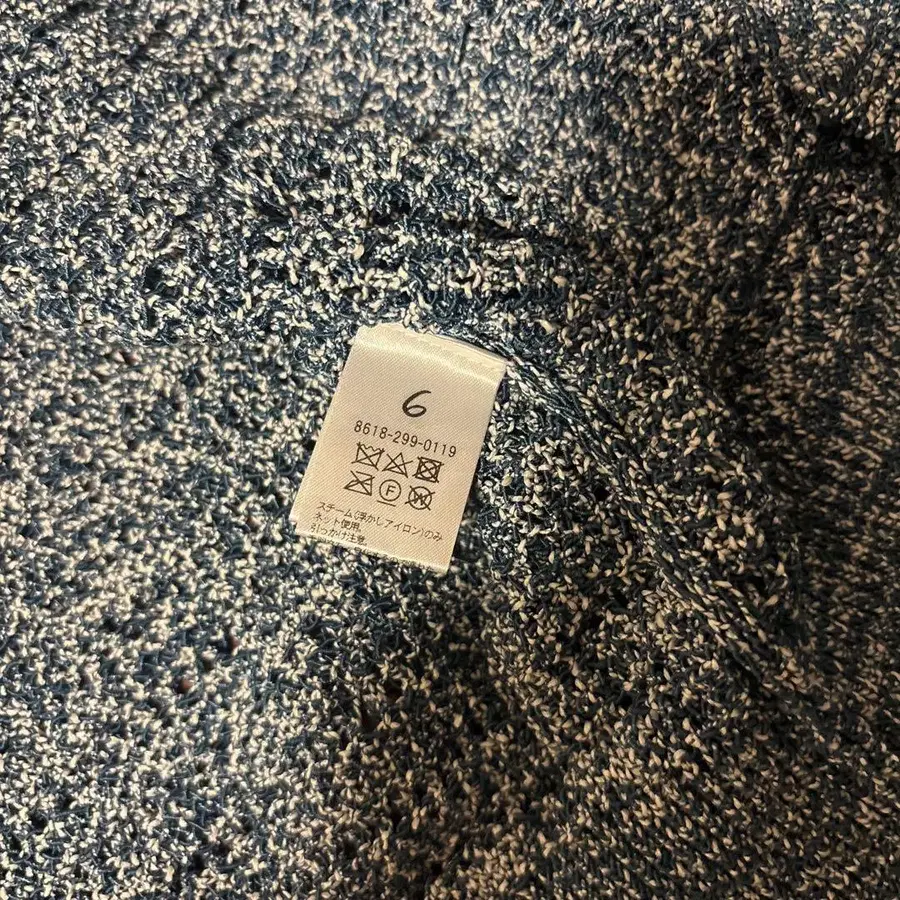 6
8618-299-0119
F
W
スチーム(浮かしアイロン)のみ
ネット使用。
引っかけ注意。